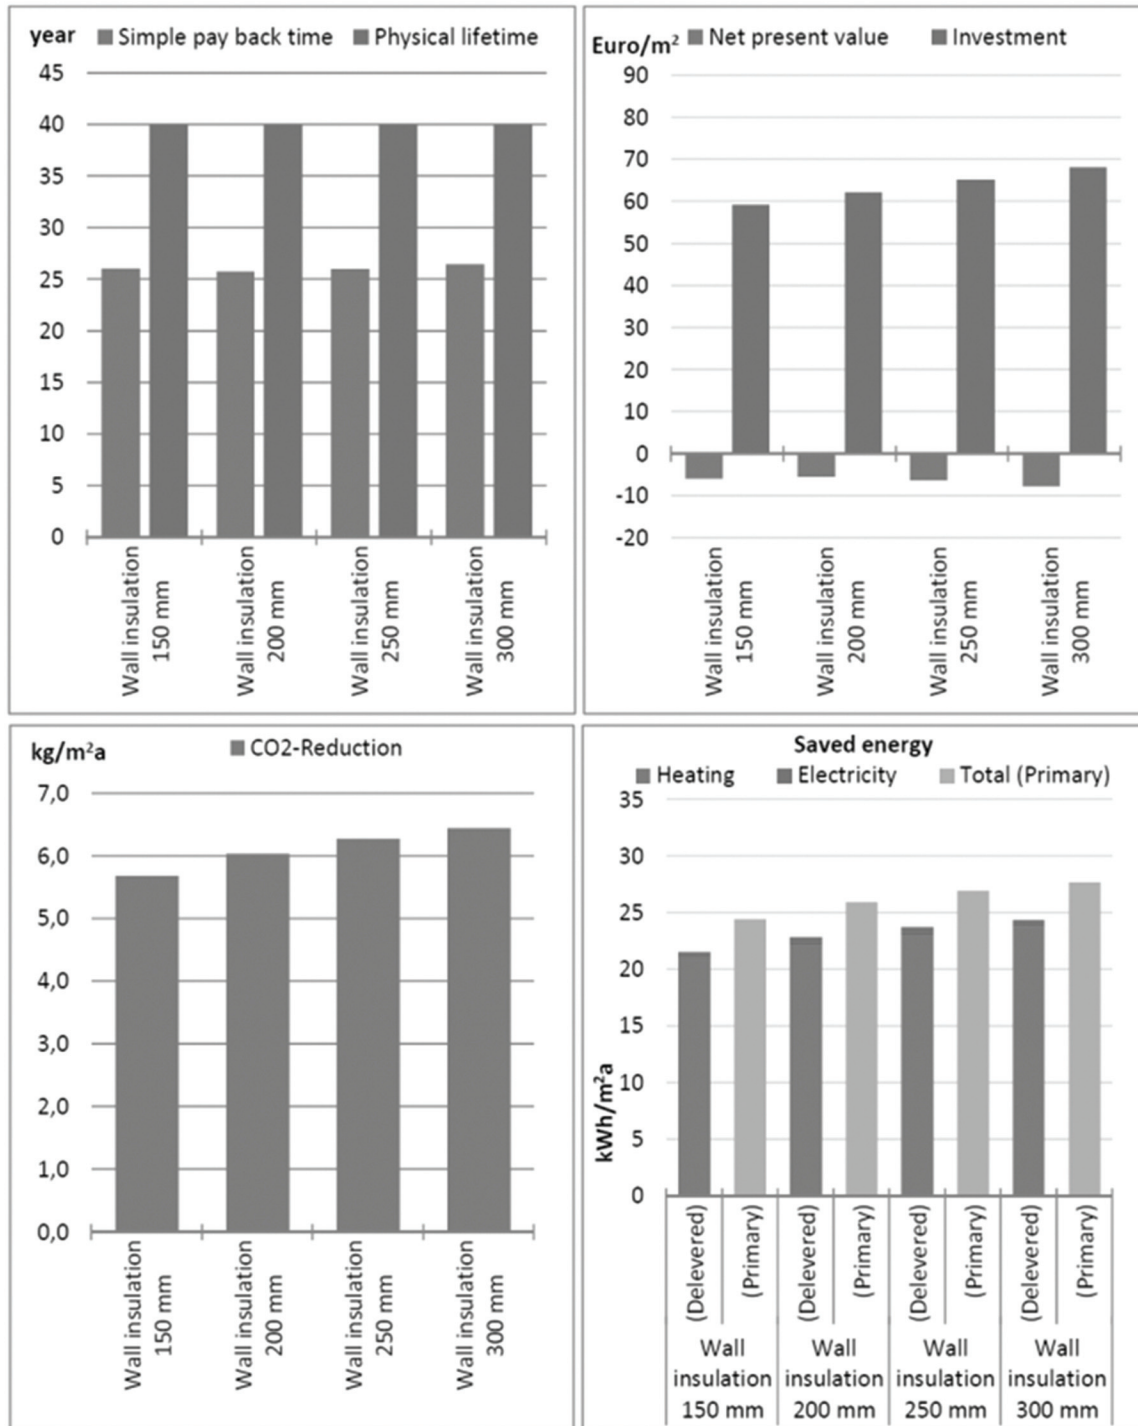 year Simple pay back time Physical lifetime
45
40
35
30
25
20
15
10
5
0
Wall insulation
150 mm
Wall insulation
200 mm
Wall insulation
250 mm
Wall insulation
300 mm
Euro/m² Net present value Investment
90
80
70
60
50
40
30
20
10
0
-10
-20
Wall insulation
150 mm
Wall insulation
200 mm
Wall insulation
250 mm
Wall insulation
300 mm
kg/m²a CO2-Reduction
7,0
6,0
5,0
4,0
3,0
2,0
1,0
0,0
Wall insulation
150 mm
Wall insulation
200 mm
Wall insulation
250 mm
Wall insulation
300 mm
Saved energy
Heating Electricity Total (Primary)
kWh/m²a
35
30
25
20
15
10
5
0
(Delevered) (Primary) (Delevered) (Primary) (Delevered) (Primary) (Delevered) (Primary)
Wall Wall Wall Wall
insulation insulation insulation insulation
150 mm 200 mm 250 mm 300 mm